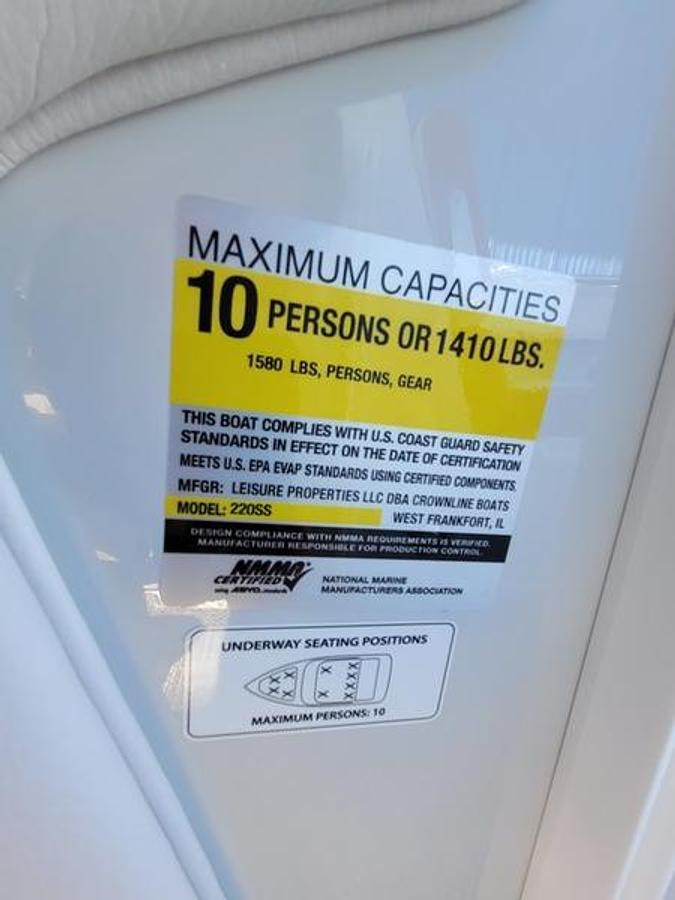 MAXIMUM CAPACITIES
10 PERSONS OR 1410 LBS.
1580 LBS, PERSONS, GEAR
THIS BOAT COMPLIES WITH U.S. COAST GUARD SAFETY
STANDARDS IN EFFECT ON THE DATE OF CERTIFICATION
MEETS U.S. EPA EVAP STANDARDS USING CERTIFIED COMPONENTS.
MFGR: LEISURE PROPERTIES LLC DBA CROWNLINE BOATS
MODEL: 220SS WEST FRANKFORT, IL
DESIGN COMPLIANCE WITH NMMA REQUIREMENTS IS VERIFIED.
MANUFACTURER RESPONSIBLE FOR PRODUCTION CONTROL.
NMMA
CERTIFIED
using ABYC standards
NATIONAL MARINE
MANUFACTURERS ASSOCIATION
UNDERWAY SEATING POSITIONS
MAXIMUM PERSONS: 10